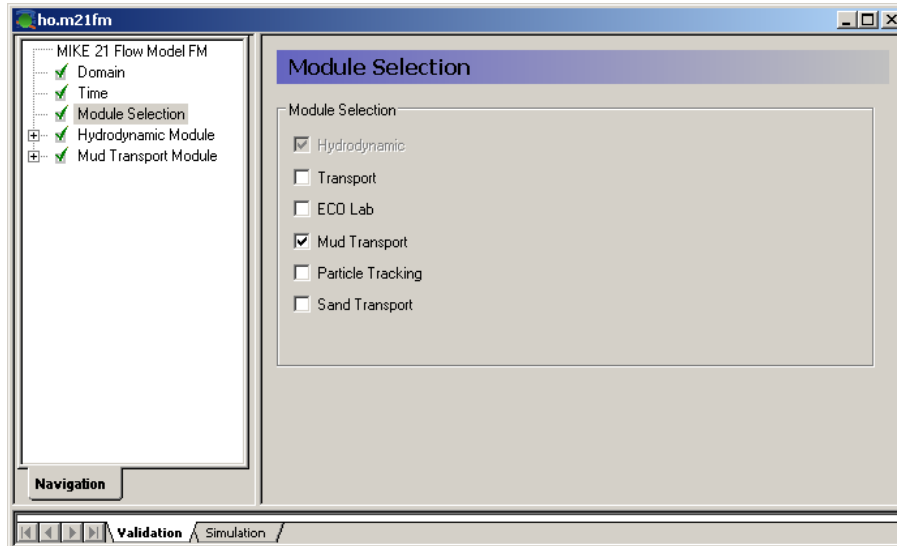 ho.m21fm
MIKE 21 Flow Model FM
Domain
Time
Module Selection
Hydrodynamic Module
Mud Transport Module
Navigation
Module Selection
Module Selection
Hydrodynamic
Transport
ECO Lab
Mud Transport
Particle Tracking
Sand Transport
Validation
Simulation